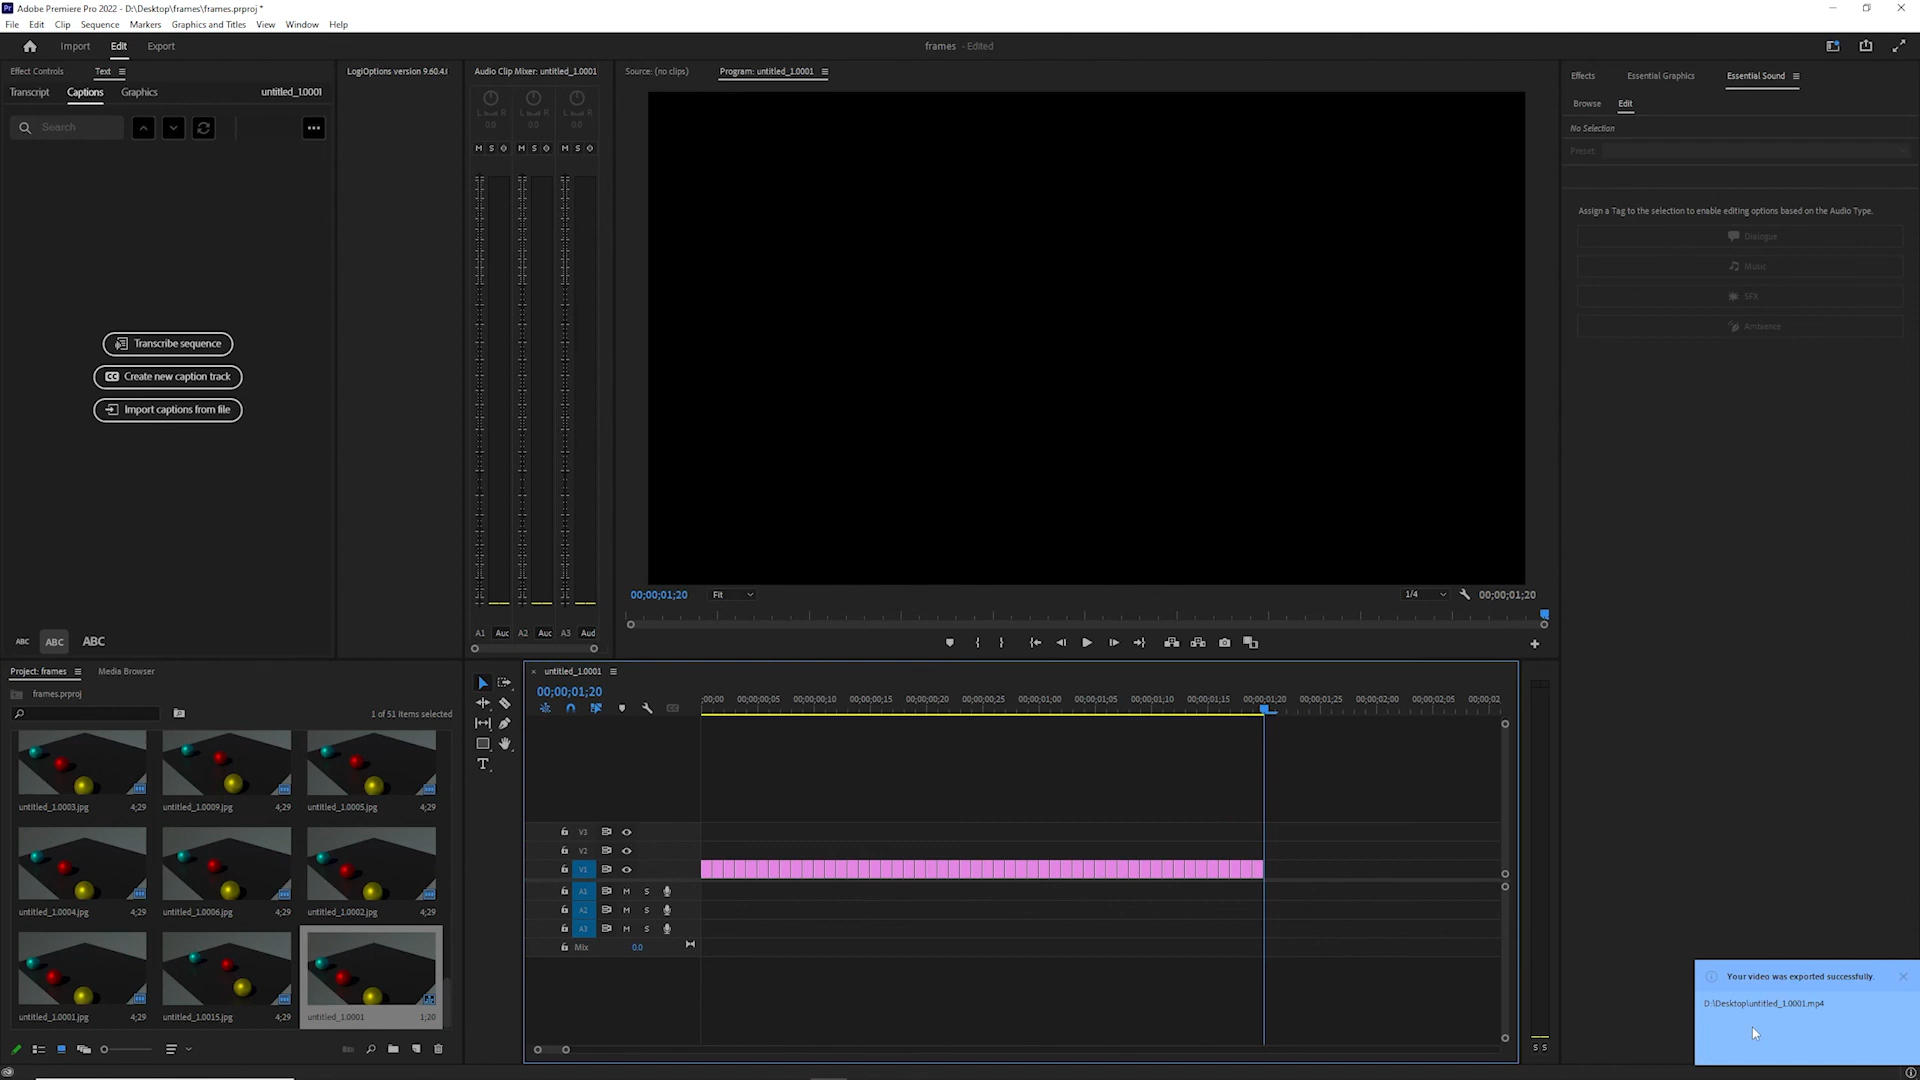 Adobe Premiere Pro 2022 - D:\Desktop\frames\frames.prproj *
File Edit Clip Sequence Markers Graphics and Titles View Window Help
Import Edit Export
frames - Edited
Effect Controls Text
Transcript Captions Graphics untitled_1.0001
Search
Transcribe sequence
Create new caption track
Import captions from file
ABC ABC ABC
LogiOptions version 9.60.4.(
Audio Clip Mixer: untitled_1.0001
L R L R L R
0.0 0.0 0.0
M S M S M S
A1 Auc A2 Auc A3 Aud
Source: (no clips) Program: untitled_1.0001
00;00;01;20 Fit 1/4 00;00;01;20
Effects Essential Graphics Essential Sound
Browse Edit
No Selection
Preset:
Assign a Tag to the selection to enable editing options based on the Audio Type.
Dialogue
Music
SFX
Ambience
Project: frames Media Browser
frames.prproj
1 of 51 items selected
untitled_1.0003.jpg 4;29 untitled_1.0009.jpg 4;29 untitled_1.0005.jpg 4;29
untitled_1.0004.jpg 4;29 untitled_1.0006.jpg 4;29 untitled_1.0002.jpg 4;29
untitled_1.0001.jpg 4;29 untitled_1.0015.jpg 4;29 untitled_1.0001 1;20
T
untitled_1.0001
00;00;01;20
;00;00 00;00;00;05 00;00;00;10 00;00;00;15 00;00;00;20 00;00;00;25 00;00;01;00 00;00;01;05 00;00;01;10 00;00;01;15 00;00;01;20 00;00;01;25 00;00;02;00 00;00;02;05 00;00;02
V3
V2
V1
A1 M S
A2 M S
A3 M S
Mix 0.0
S S
Your video was exported successfully.
D:\Desktop\untitled_1.0001.mp4